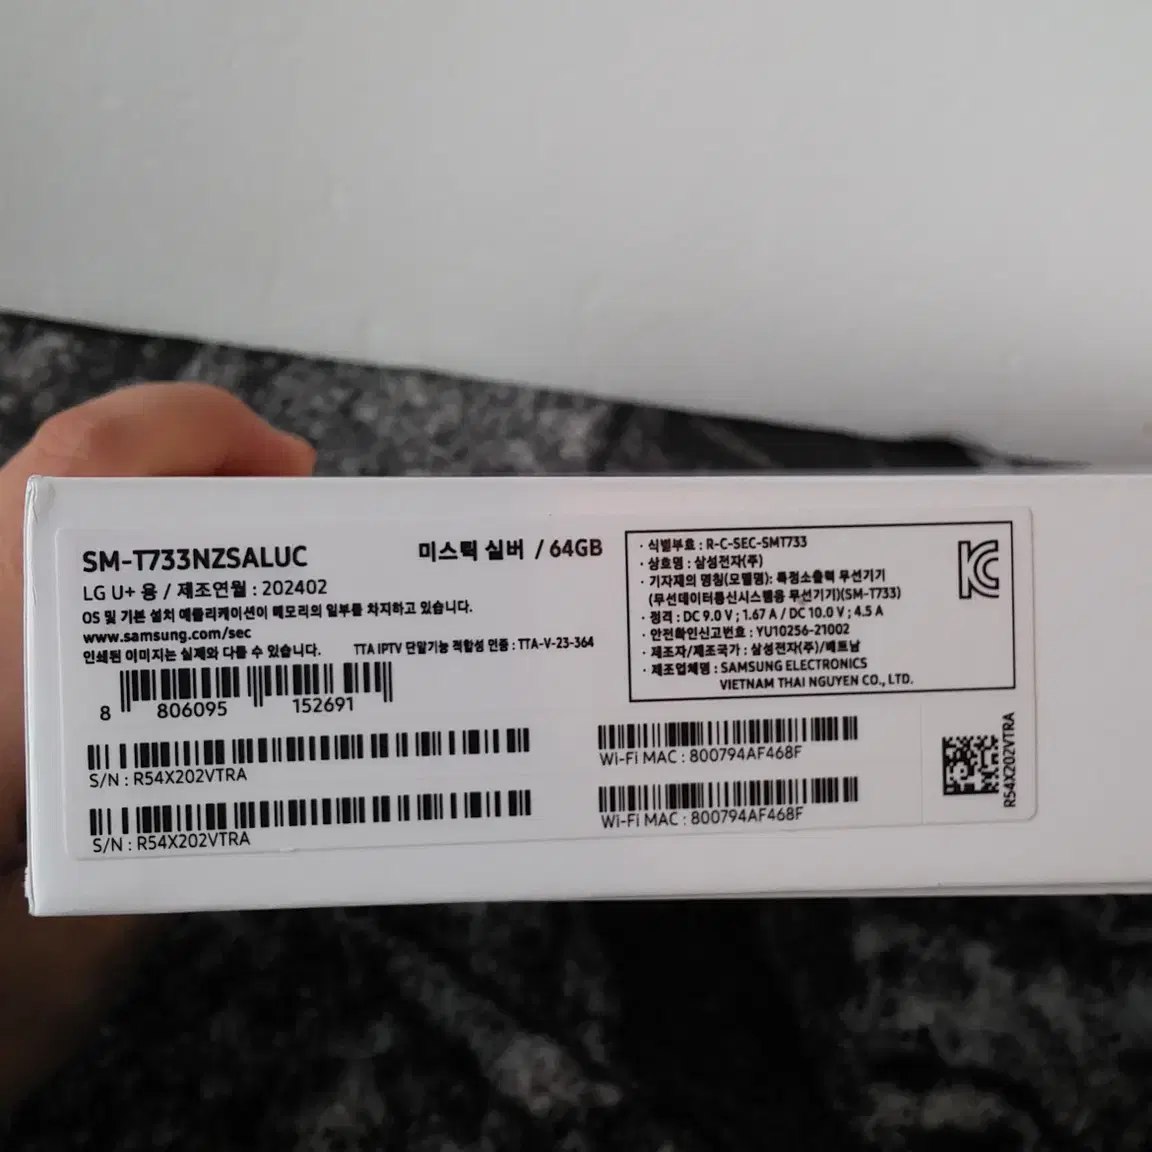 SM-T733NZSALUC
미스틱 실버 / 64GB
LG U+ 용 / 제조연월 : 202402
OS 및 기본 설치 애플리케이션이 메모리의 일부를 차지하고 있습니다.
www.samsung.com/sec
인쇄된 이미지는 실제와 다를 수 있습니다.
TTA IPTV 단말기능 적합성 인증 : TTA-V-23-364
8 806095 152691
S/N : R54X202VTRA
S/N : R54X202VTRA
· 식별부호 : R-C-SEC-SMT733
· 상호명 : 삼성전자(주)
· 기자재의 명칭(모델명): 특정소출력 무선기기
(무선데이터통신시스템용 무선기기)(SM-T733)
· 정격 : DC 9.0 V ; 1.67 A / DC 10.0 V ; 4.5 A
· 안전확인신고번호 : YU10256-21002
· 제조자/제조국가 : 삼성전자(주)/베트남
· 제조업체명 : SAMSUNG ELECTRONICS
VIETNAM THAI NGUYEN CO., LTD.
KC
Wi-Fi MAC : 800794AF468F
Wi-Fi MAC : 800794AF468F
R54X202VTRA